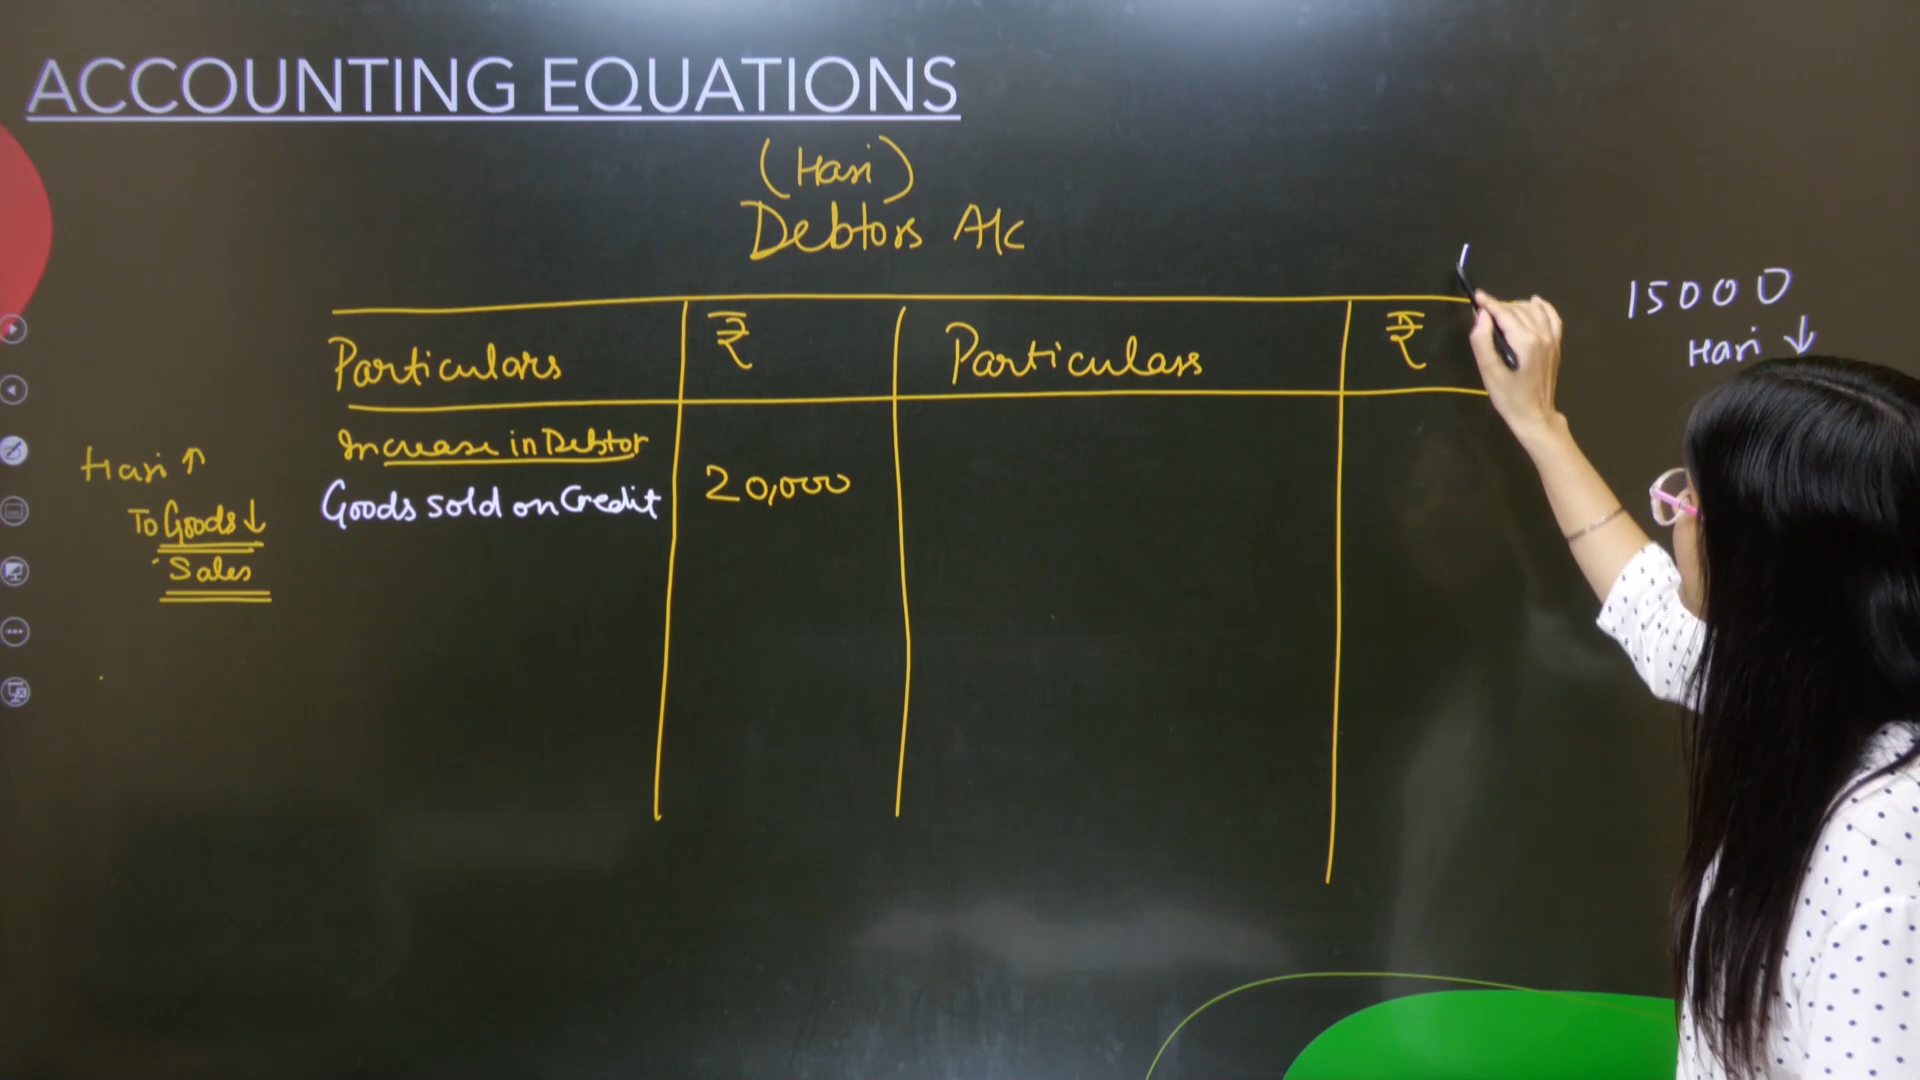 ACCOUNTING EQUATIONS
(Hari)
Debtors A/c
15000
Hari ↓
Particulars ₹ Particulars ₹
Increase in Debtor
Goods sold on Credit 20,000
Hari ↑
To Goods ↓
Sales